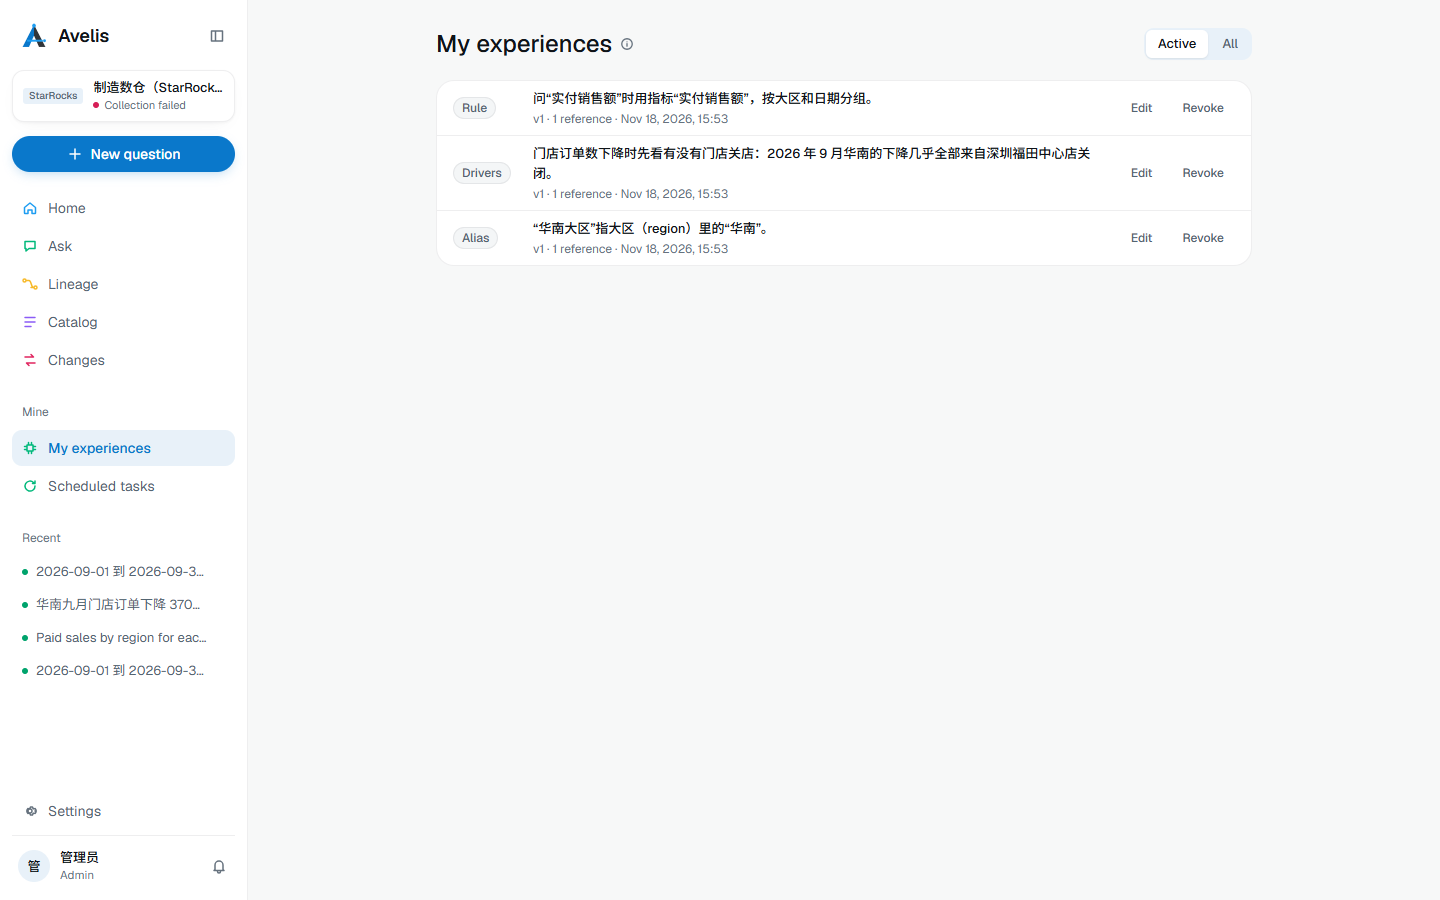 Avelis
StarRocks
制造数仓（StarRock...
Collection failed
New question
Home
Ask
Lineage
Catalog
Changes
Mine
My experiences
Scheduled tasks
Recent
2026-09-01 到 2026-09-3...
华南九月门店订单下降 370...
Paid sales by region for eac...
2026-09-01 到 2026-09-3...
Settings
管
管理员
Admin
My experiences
Active
All
Rule
问“实付销售额”时用指标“实付销售额”，按大区和日期分组。
v1 · 1 reference · Nov 18, 2026, 15:53
Edit
Revoke
Drivers
门店订单数下降时先看有没有门店关店：2026 年 9 月华南的下降几乎全部来自深圳福田中心店关
闭。
v1 · 1 reference · Nov 18, 2026, 15:53
Edit
Revoke
Alias
“华南大区”指大区（region）里的“华南”。
v1 · 1 reference · Nov 18, 2026, 15:53
Edit
Revoke